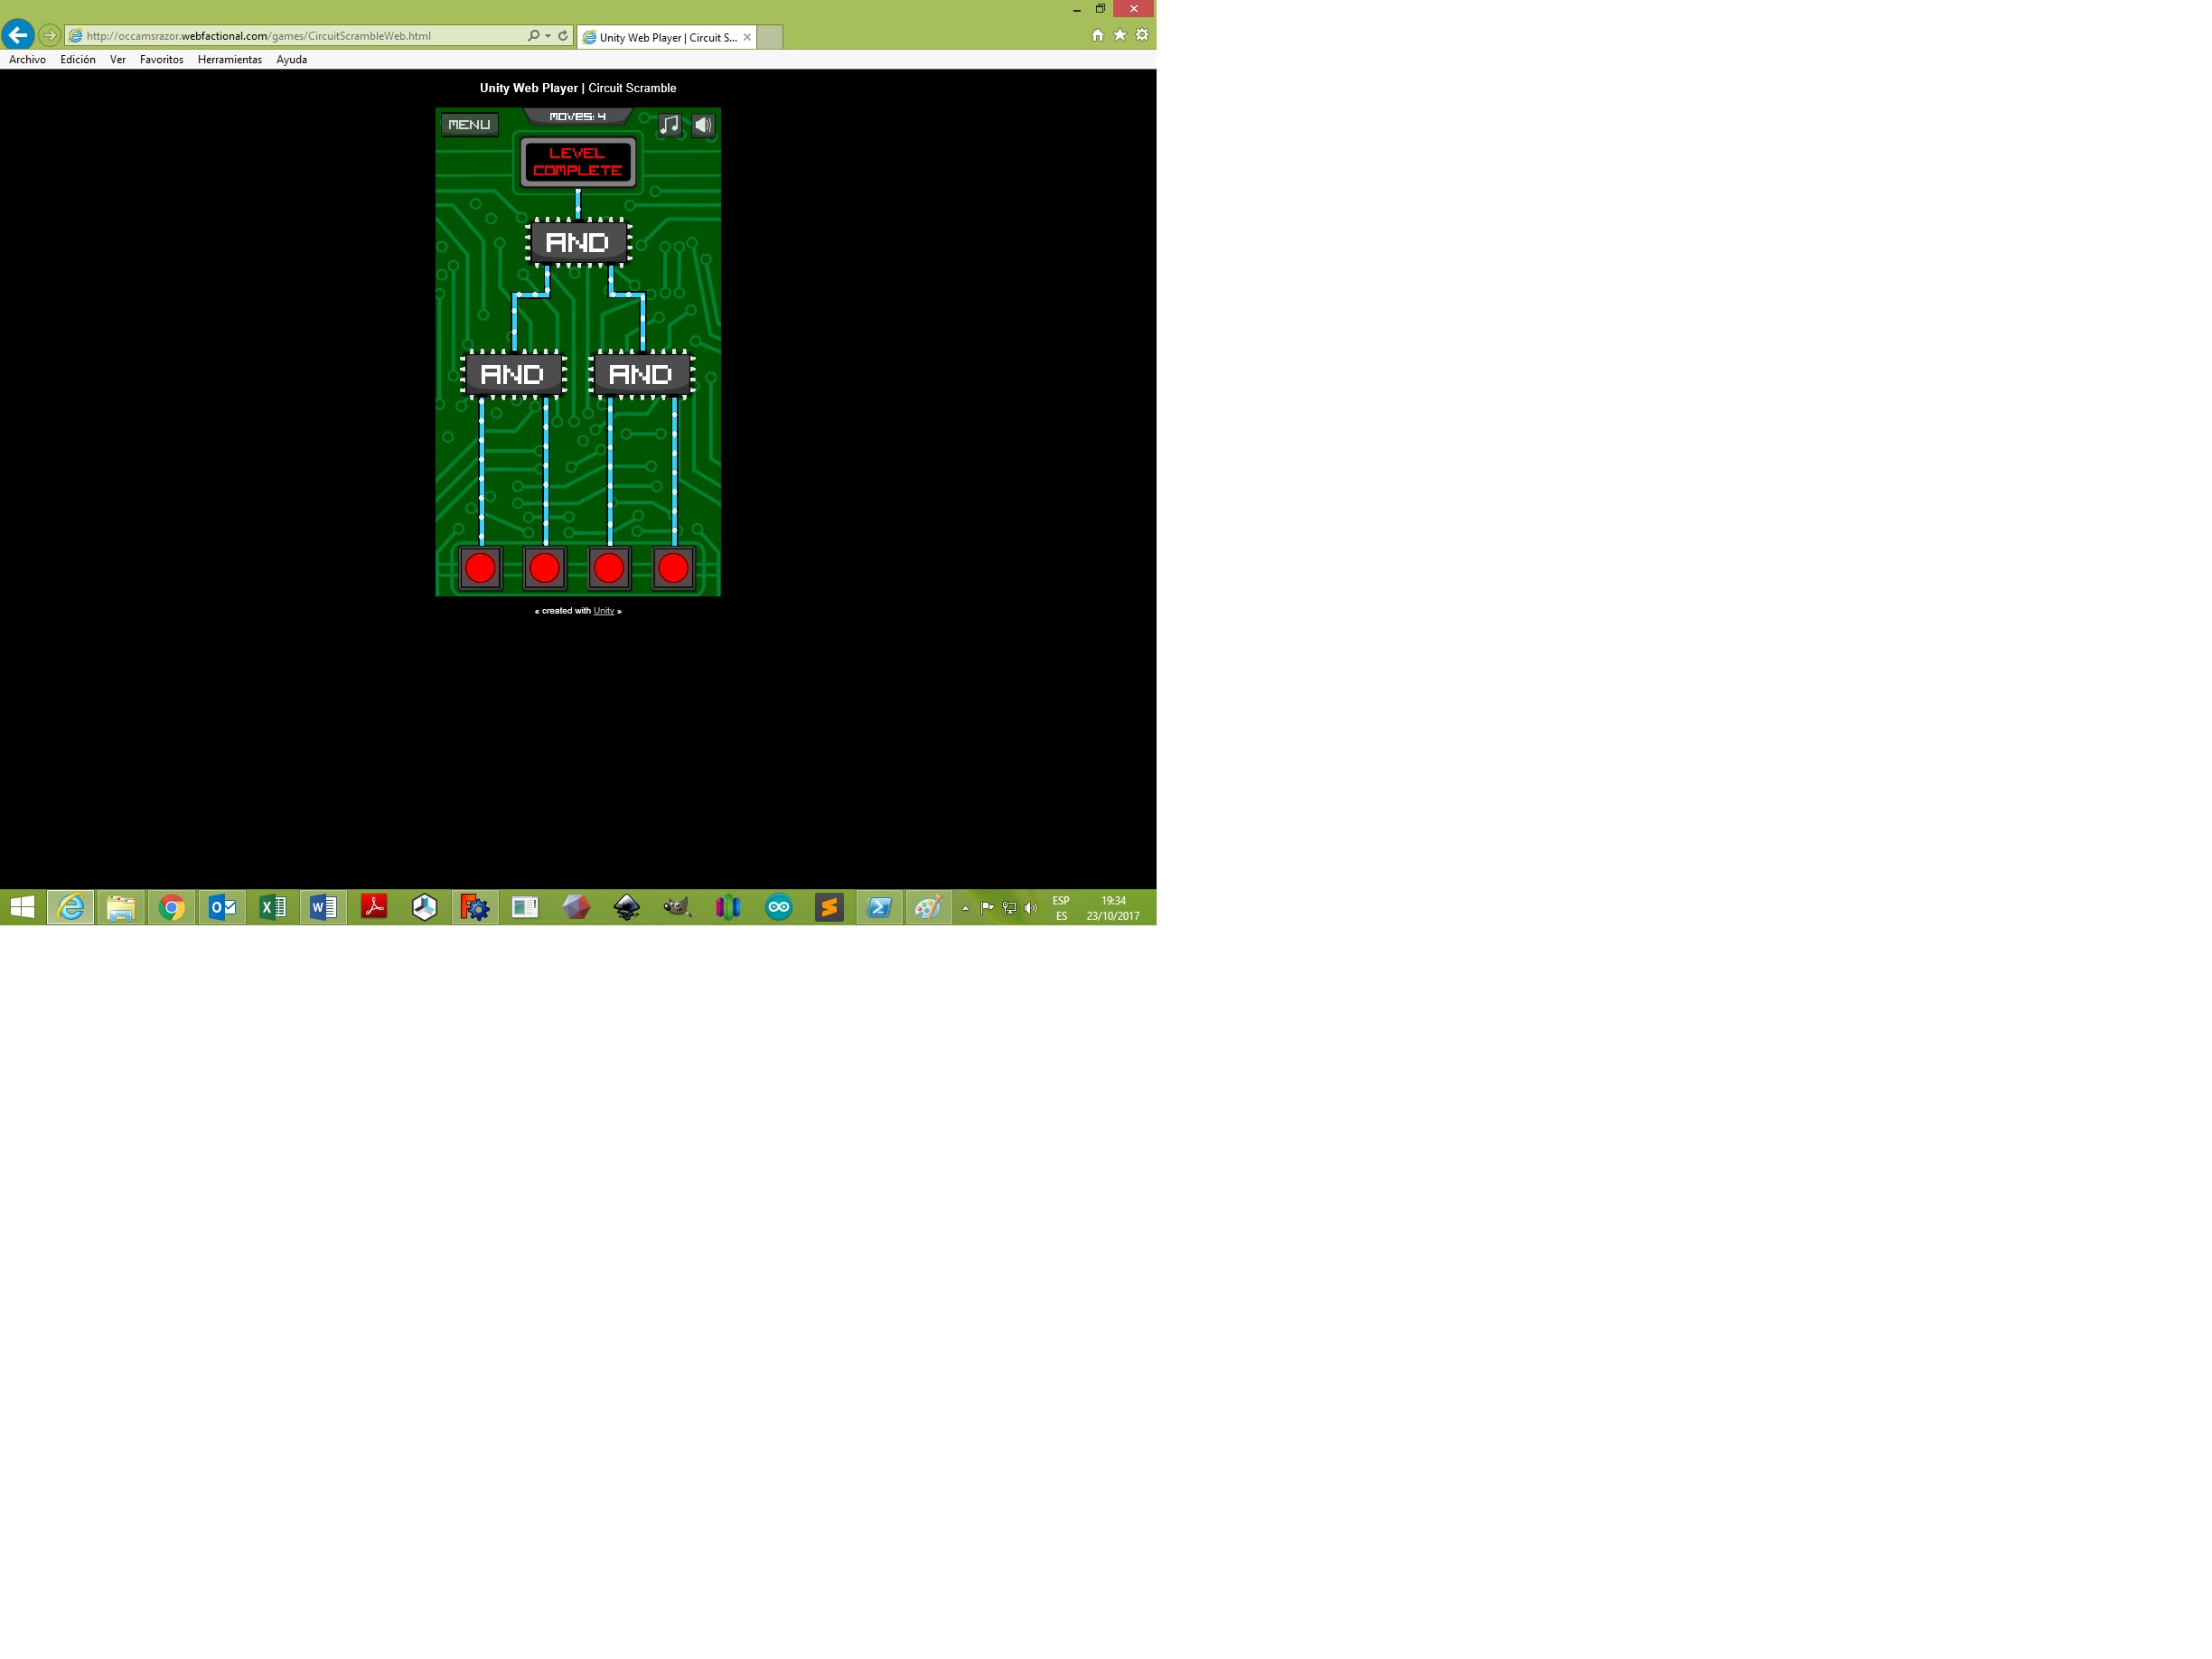 http://occamsrazor.webfactional.com/games/CircuitScrambleWeb.html
Unity Web Player | Circuit S...
Archivo Edición Ver Favoritos Herramientas Ayuda
Unity Web Player | Circuit Scramble
MENU
MOVES: 4
LEVEL
COMPLETE
AND
AND AND
« created with Unity »
ESP
ES
19:34
23/10/2017